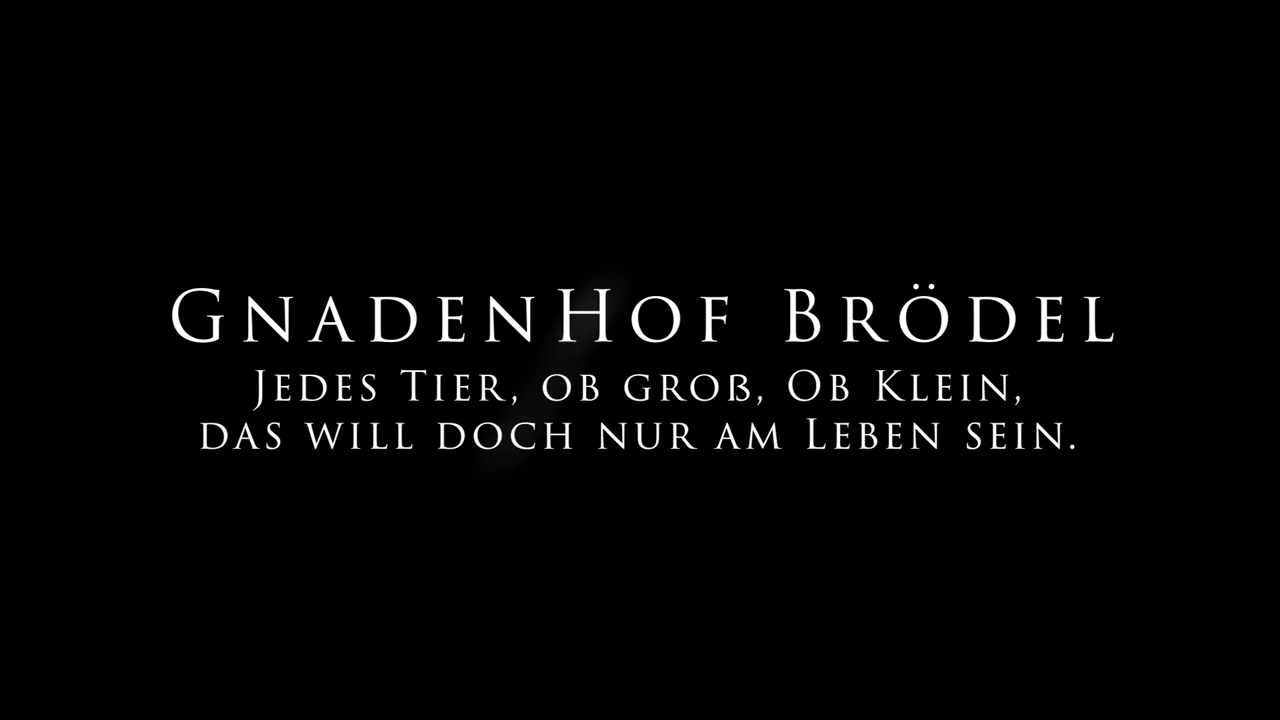 GnadenHof Brödel
Jedes Tier, ob groß, Ob Klein,
das will doch nur am Leben sein.